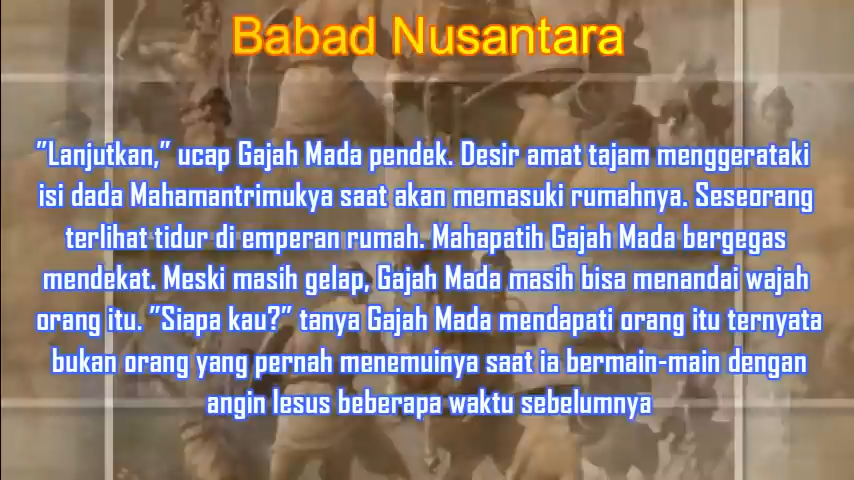 Babad Nusantara
"Lanjutkan," ucap Gajah Mada pendek. Desir amat tajam menggerataki
isi dada Mahamantrimukya saat akan memasuki rumahnya. Seseorang
terlihat tidur di emperan rumah. Mahapatih Gajah Mada bergegas
mendekat. Meski masih gelap, Gajah Mada masih bisa menandai wajah
orang itu. "Siapa kau?" tanya Gajah Mada mendapati orang itu ternyata
bukan orang yang pernah menemuinya saat ia bermain-main dengan
angin lesus beberapa waktu sebelumnya